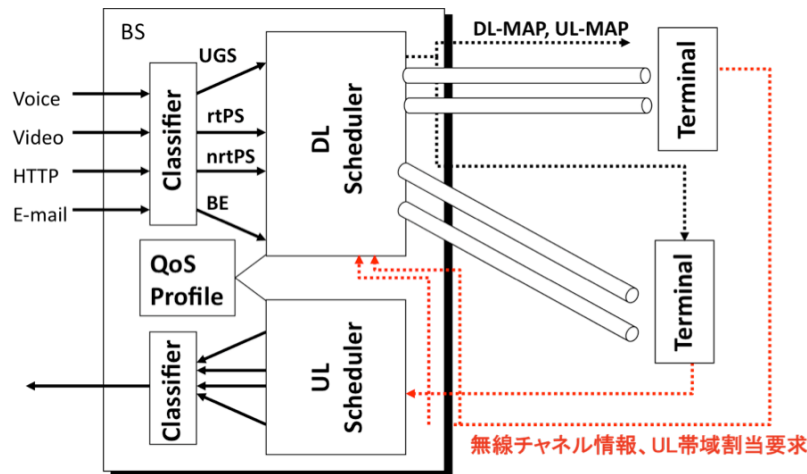 BS
DL-MAP, UL-MAP
UGS
Voice
rtPS
Video
nrtPS
HTTP
BE
E-mail
Classifier
DL
Scheduler
Terminal
QoS
Profile
Terminal
Classifier
UL
Scheduler
無線チャネル情報、UL帯域割当要求